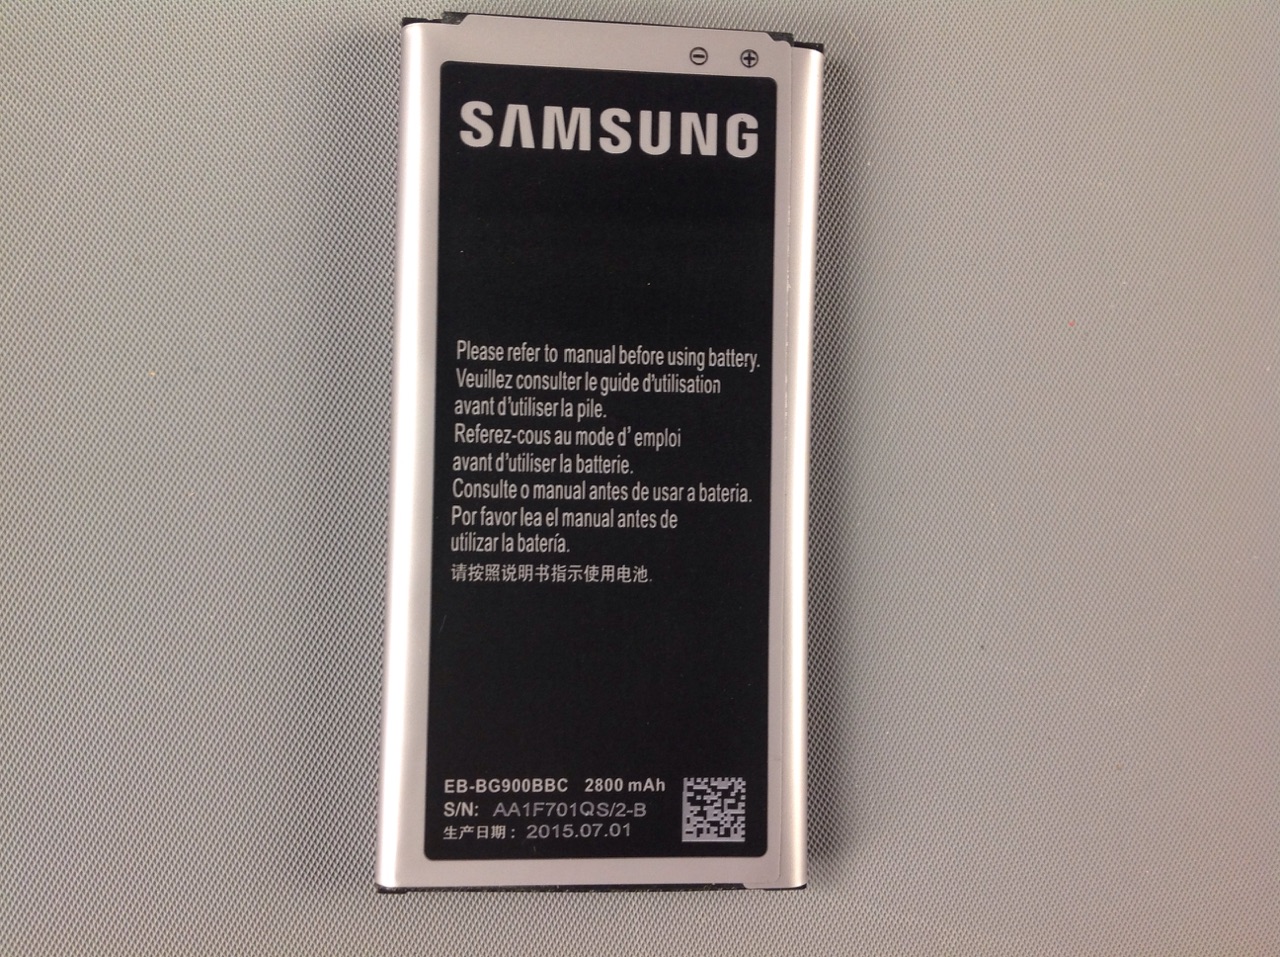 SAMSUNG
Please refer to manual before using battery.
Veuillez consulter le guide d'utilisation
avant d'utiliser la pile.
Referez-cous au mode d' emploi
avant d'utiliser la batterie.
Consulte o manual antes de usar a bateria.
Por favor lea el manual antes de
utilizar la batería.
请按照说明书指示使用电池.
EB-BG900BBC 2800 mAh
S/N: AA1F701QS/2-B
生产日期: 2015.07.01